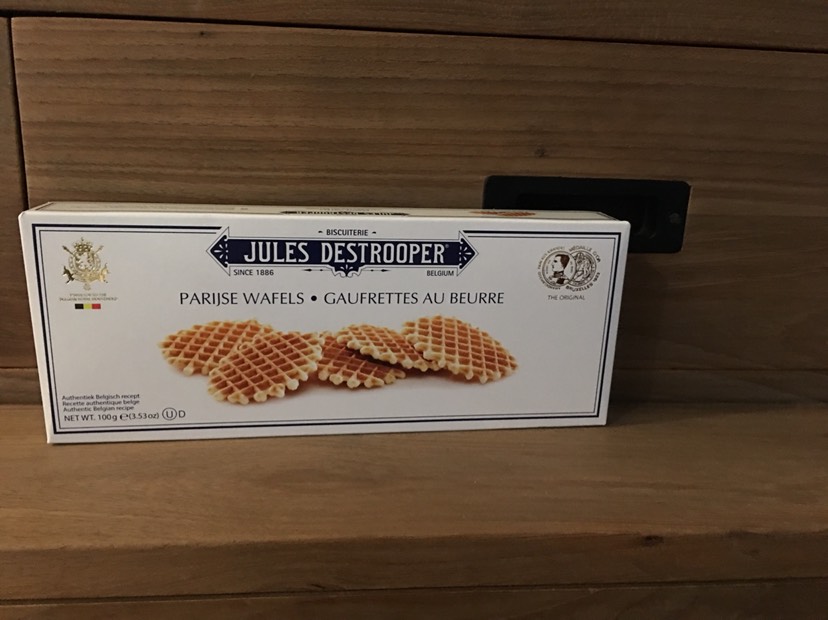 - BISCUITERIE -
JULES DESTROOPER®
SINCE 1886 BELGIUM
PARIJSE WAFELS • GAUFRETTES AU BEURRE
THE ORIGINAL
Authentiek Belgisch recept
Recette authentique belge
Authentic Belgian recipe
NET WT. 100g ℮ (3.53oz) Ⓤ D